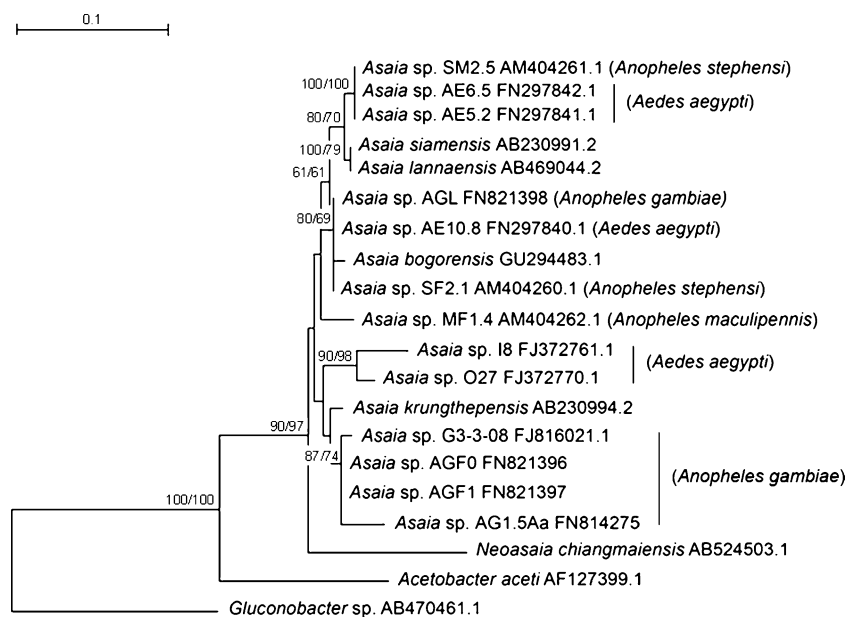 0.1
Asaia sp. SM2.5 AM404261.1 (Anopheles stephensi)
100/100
Asaia sp. AE6.5 FN297842.1
(Aedes aegypti)
Asaia sp. AE5.2 FN297841.1
80/70
Asaia siamensis AB230991.2
100/79
Asaia lannaensis AB469044.2
61/61
Asaia sp. AGL FN821398 (Anopheles gambiae)
80/69
Asaia sp. AE10.8 FN297840.1 (Aedes aegypti)
Asaia bogorensis GU294483.1
Asaia sp. SF2.1 AM404260.1 (Anopheles stephensi)
Asaia sp. MF1.4 AM404262.1 (Anopheles maculipennis)
Asaia sp. I8 FJ372761.1
90/98
(Aedes aegypti)
Asaia sp. O27 FJ372770.1
Asaia krungthepensis AB230994.2
90/97
Asaia sp. G3-3-08 FJ816021.1
87/74
Asaia sp. AGF0 FN821396
(Anopheles gambiae)
Asaia sp. AGF1 FN821397
100/100
Asaia sp. AG1.5Aa FN814275
Neoasaia chiangmaiensis AB524503.1
Acetobacter aceti AF127399.1
Gluconobacter sp. AB470461.1